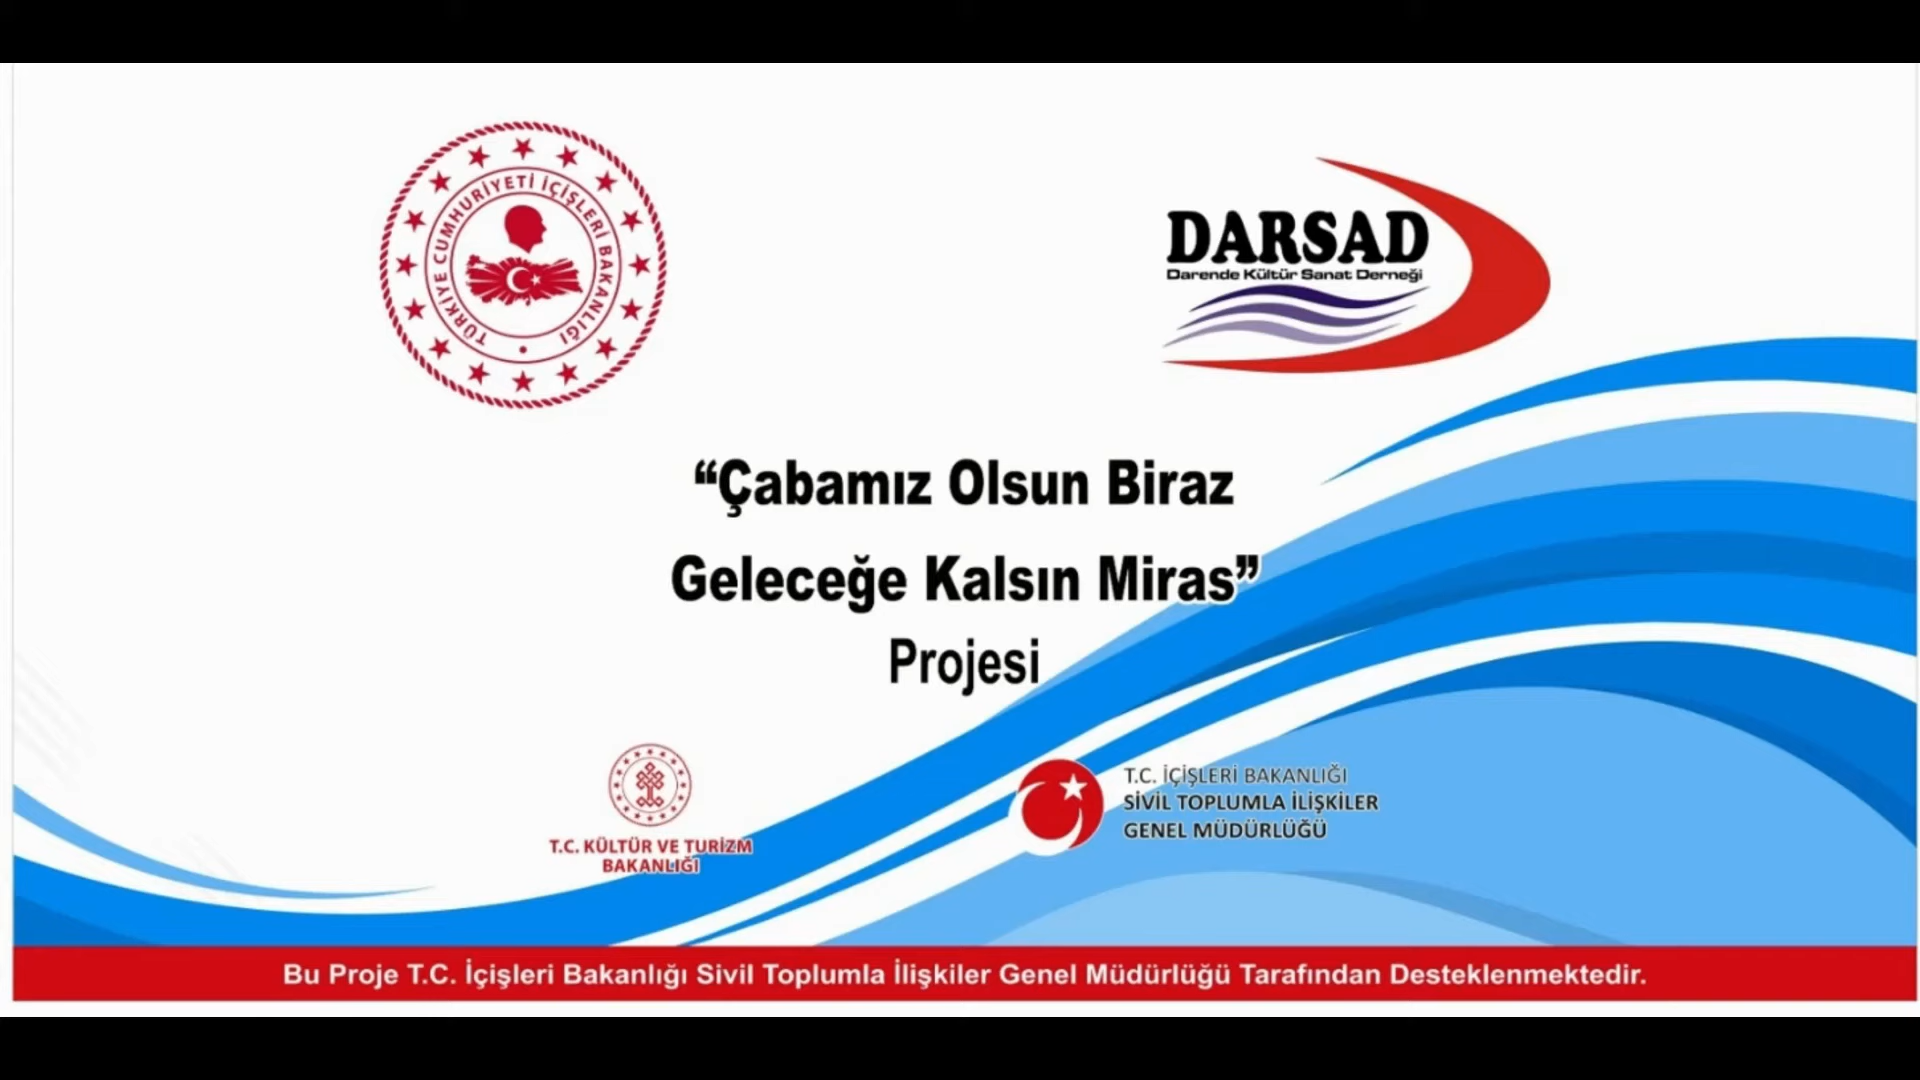 TÜRKİYE CUMHURİYETİ İÇİŞLERİ BAKANLIĞI
DARSAD
Darende Kültür Sanat Derneği
“Çabamız Olsun Biraz
Geleceğe Kalsın Miras”
Projesi
T.C. KÜLTÜR VE TURİZM
BAKANLIĞI
T.C. İÇİŞLERİ BAKANLIĞI
SİVİL TOPLUMLA İLİŞKİLER
GENEL MÜDÜRLÜĞÜ
Bu Proje T.C. İçişleri Bakanlığı Sivil Toplumla İlişkiler Genel Müdürlüğü Tarafından Desteklenmektedir.